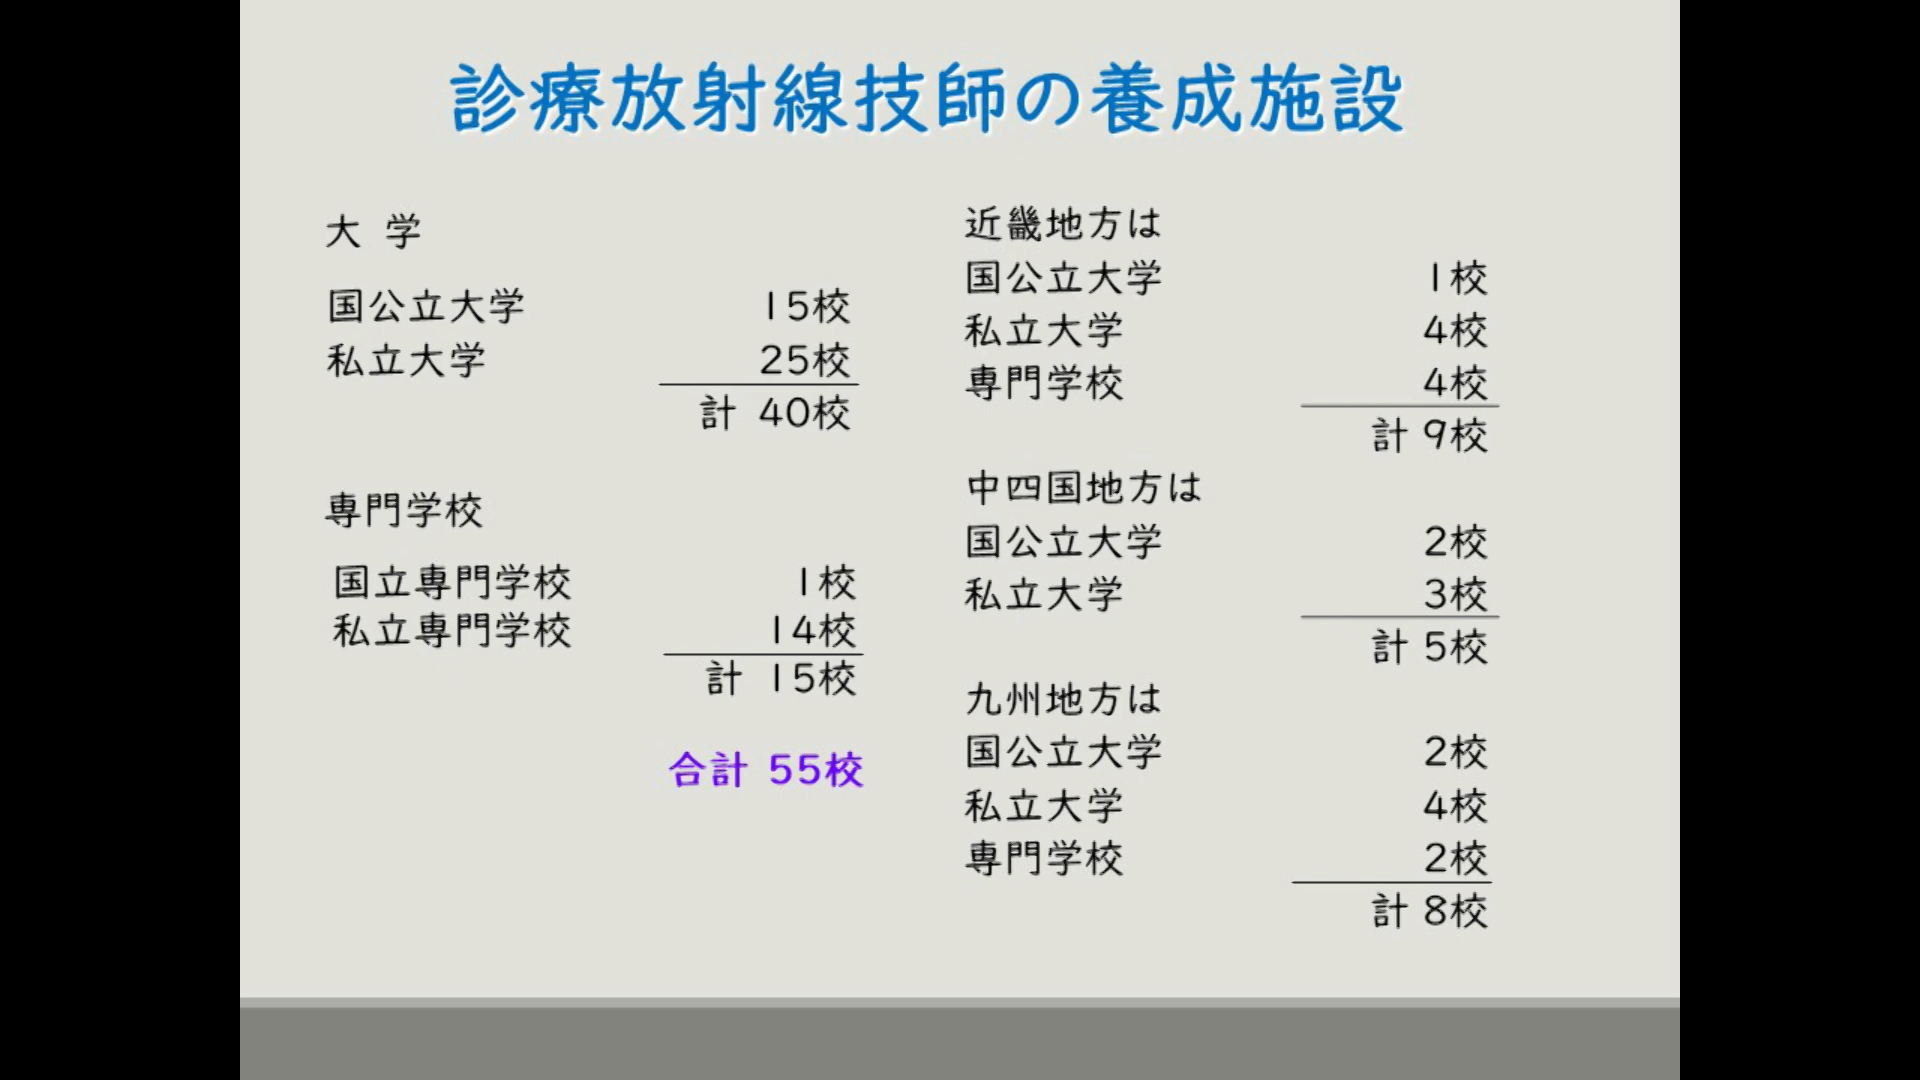 診療放射線技師の養成施設
大 学
国公立大学 15校
私立大学 25校
計 40校
専門学校
国立専門学校 1校
私立専門学校 14校
計 15校
合計 55校
近畿地方は
国公立大学 1校
私立大学 4校
専門学校 4校
計 9校
中四国地方は
国公立大学 2校
私立大学 3校
計 5校
九州地方は
国公立大学 2校
私立大学 4校
専門学校 2校
計 8校